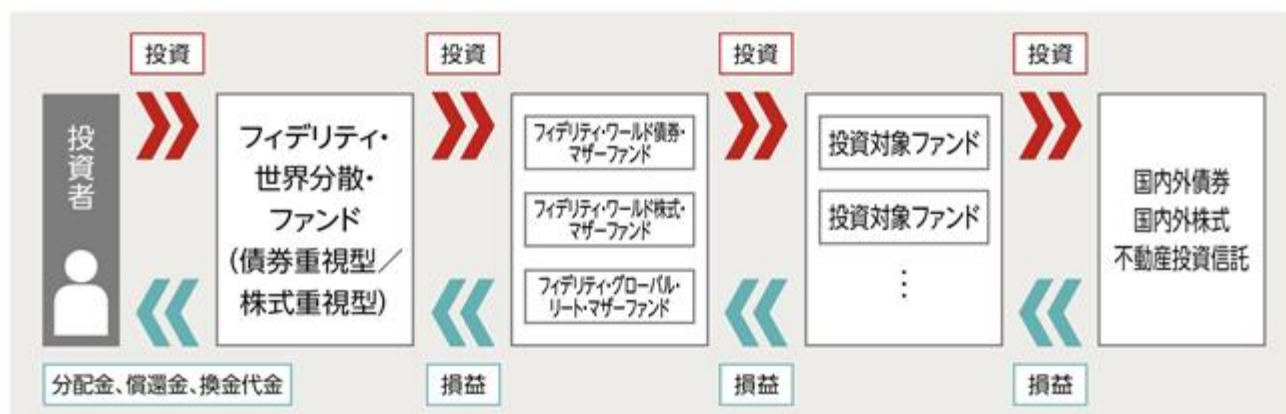 投資
投資
投資
投資
投資者
フィデリティ・
世界分散・
ファンド
(債券重視型／
株式重視型)
フィデリティ・ワールド債券・
マザーファンド
フィデリティ・ワールド株式・
マザーファンド
フィデリティ・グローバル・
リート・マザーファンド
投資対象ファンド
投資対象ファンド
⋮
国内外債券
国内外株式
不動産投資信託
分配金、償還金、換金代金
損益
損益
損益